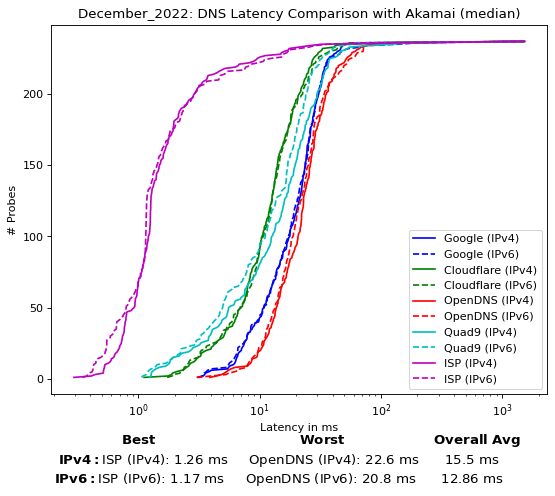 December_2022: DNS Latency Comparison with Akamai (median)
# Probes
200
150
100
50
0
Google (IPv4)
Google (IPv6)
Cloudflare (IPv4)
Cloudflare (IPv6)
OpenDNS (IPv4)
OpenDNS (IPv6)
Quad9 (IPv4)
Quad9 (IPv6)
ISP (IPv4)
ISP (IPv6)
10⁰ 10¹ 10² 10³
Latency in ms
Best Worst Overall Avg
IPv4: ISP (IPv4): 1.26 ms OpenDNS (IPv4): 22.6 ms 15.5 ms
IPv6: ISP (IPv6): 1.17 ms OpenDNS (IPv6): 20.8 ms 12.86 ms